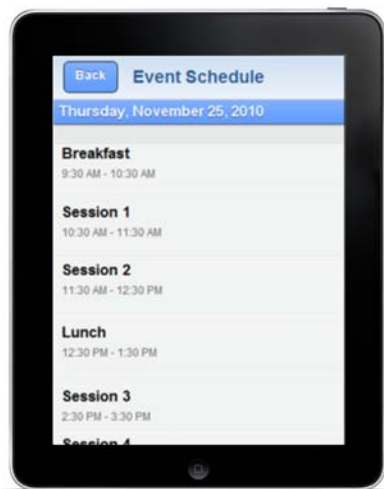 Back
Event Schedule
Thursday, November 25, 2010
Breakfast
9:30 AM - 10:30 AM
Session 1
10:30 AM - 11:30 AM
Session 2
11:30 AM - 12:30 PM
Lunch
12:30 PM - 1:30 PM
Session 3
2:30 PM - 3:30 PM
Session 4